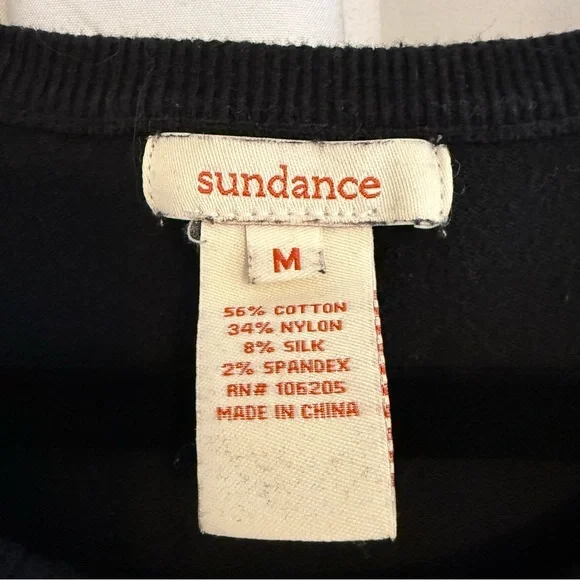 sundance
M
56% COTTON
34% NYLON
8% SILK
2% SPANDEX
RN# 106205
MADE IN CHINA